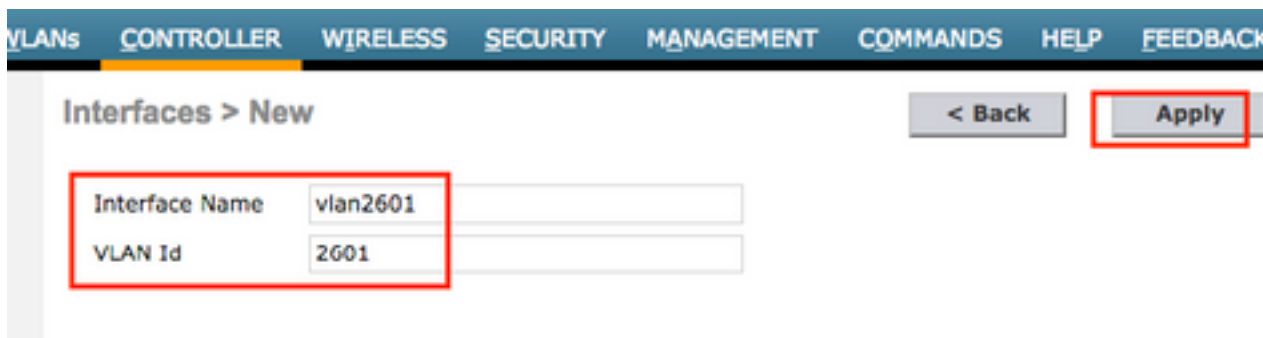 WLANs CONTROLLER WIRELESS SECURITY MANAGEMENT COMMANDS HELP FEEDBACK
Interfaces > New < Back Apply
Interface Name vlan2601
VLAN Id 2601